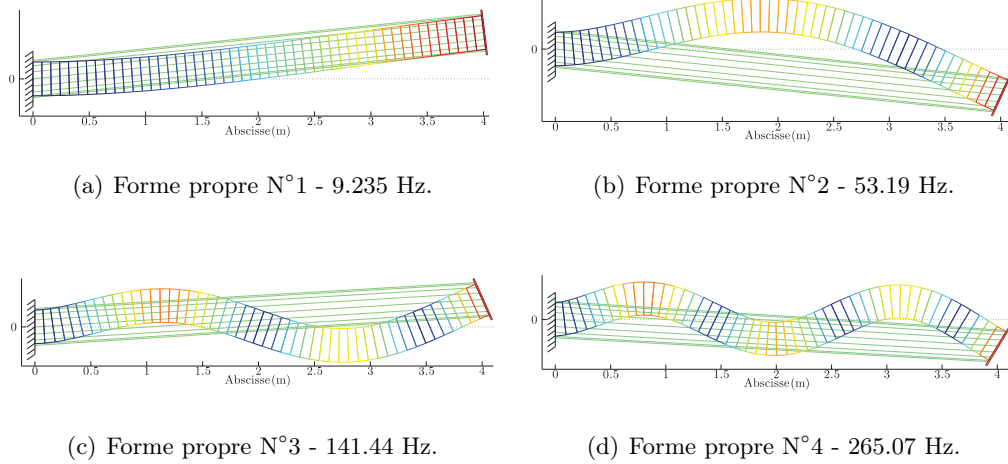 0
0 0.5 1 1.5 2 2.5 3 3.5 4
Abscisse(m)
(a) Forme propre N°1 - 9.235 Hz.
0
0 0.5 1 1.5 2 2.5 3 3.5 4
Abscisse(m)
(b) Forme propre N°2 - 53.19 Hz.
0
0 0.5 1 1.5 2 2.5 3 3.5 4
Abscisse(m)
(c) Forme propre N°3 - 141.44 Hz.
0
0 0.5 1 1.5 2 2.5 3 3.5 4
Abscisse(m)
(d) Forme propre N°4 - 265.07 Hz.